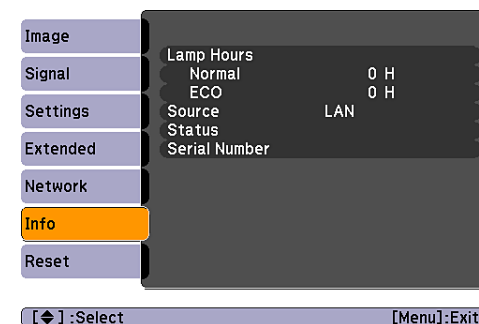 Image
Signal
Settings
Extended
Network
Info
Reset
Lamp Hours
Normal 0 H
ECO 0 H
Source LAN
Status
Serial Number
[◆] :Select [Menu]:Exit